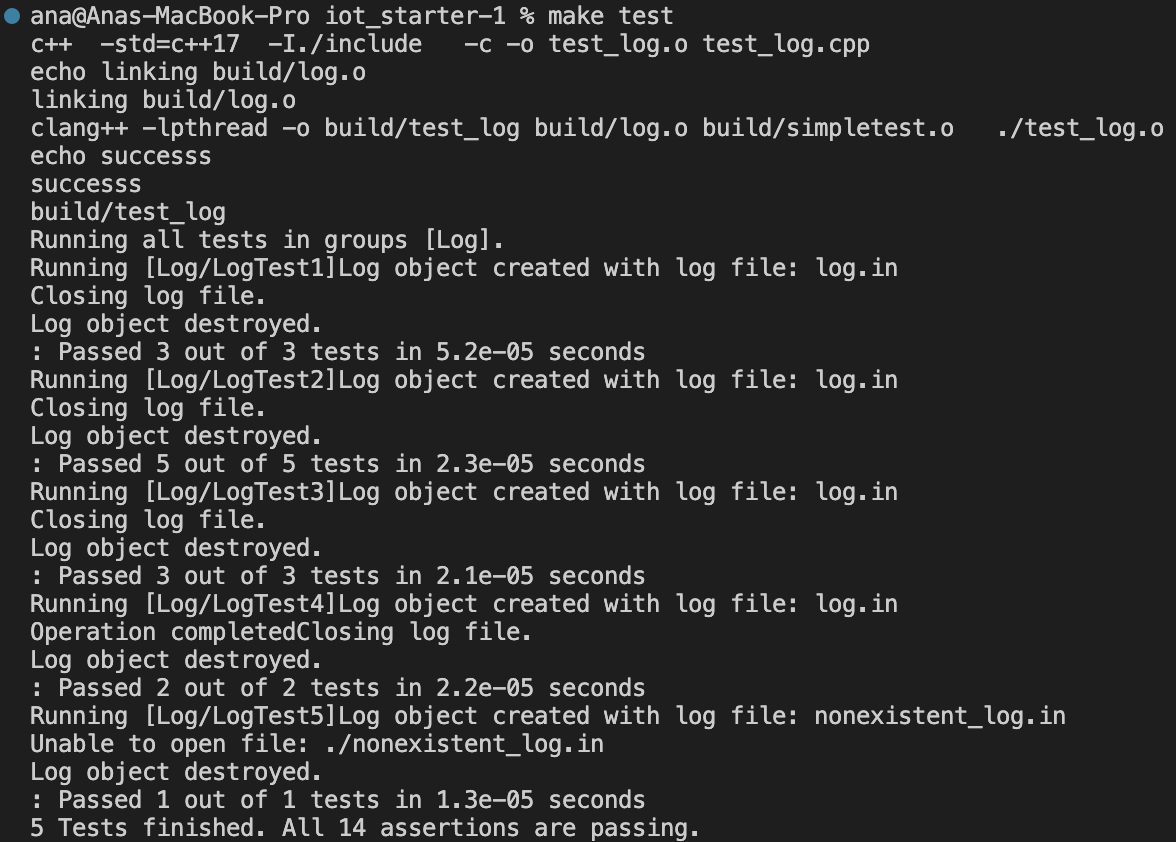 ana@Anas-MacBook-Pro iot_starter-1 % make test
c++  -std=c++17  -I./include   -c -o test_log.o test_log.cpp
echo linking build/log.o
linking build/log.o
clang++ -lpthread -o build/test_log build/log.o build/simpletest.o   ./test_log.o
echo successs
successs
build/test_log
Running all tests in groups [Log].
Running [Log/LogTest1]Log object created with log file: log.in
Closing log file.
Log object destroyed.
: Passed 3 out of 3 tests in 5.2e-05 seconds
Running [Log/LogTest2]Log object created with log file: log.in
Closing log file.
Log object destroyed.
: Passed 5 out of 5 tests in 2.3e-05 seconds
Running [Log/LogTest3]Log object created with log file: log.in
Closing log file.
Log object destroyed.
: Passed 3 out of 3 tests in 2.1e-05 seconds
Running [Log/LogTest4]Log object created with log file: log.in
Operation completedClosing log file.
Log object destroyed.
: Passed 2 out of 2 tests in 2.2e-05 seconds
Running [Log/LogTest5]Log object created with log file: nonexistent_log.in
Unable to open file: ./nonexistent_log.in
Log object destroyed.
: Passed 1 out of 1 tests in 1.3e-05 seconds
5 Tests finished. All 14 assertions are passing.